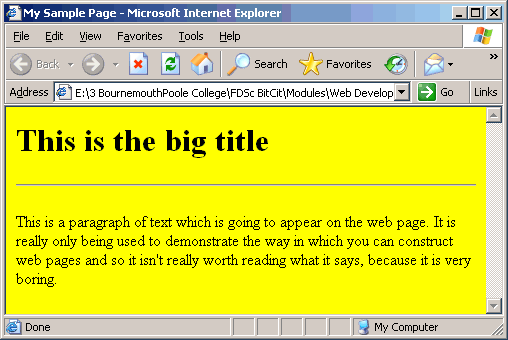 My Sample Page - Microsoft Internet Explorer
File Edit View Favorites Tools Help
Back Search Favorites »
Address E:\3 BournemouthPoole College\FDSc BitCit\Modules\Web Develop Go Links
This is the big title
This is a paragraph of text which is going to appear on the web page. It is
really only being used to demonstrate the way in which you can construct
web pages and so it isn't really worth reading what it says, because it is very
boring.
Done My Computer